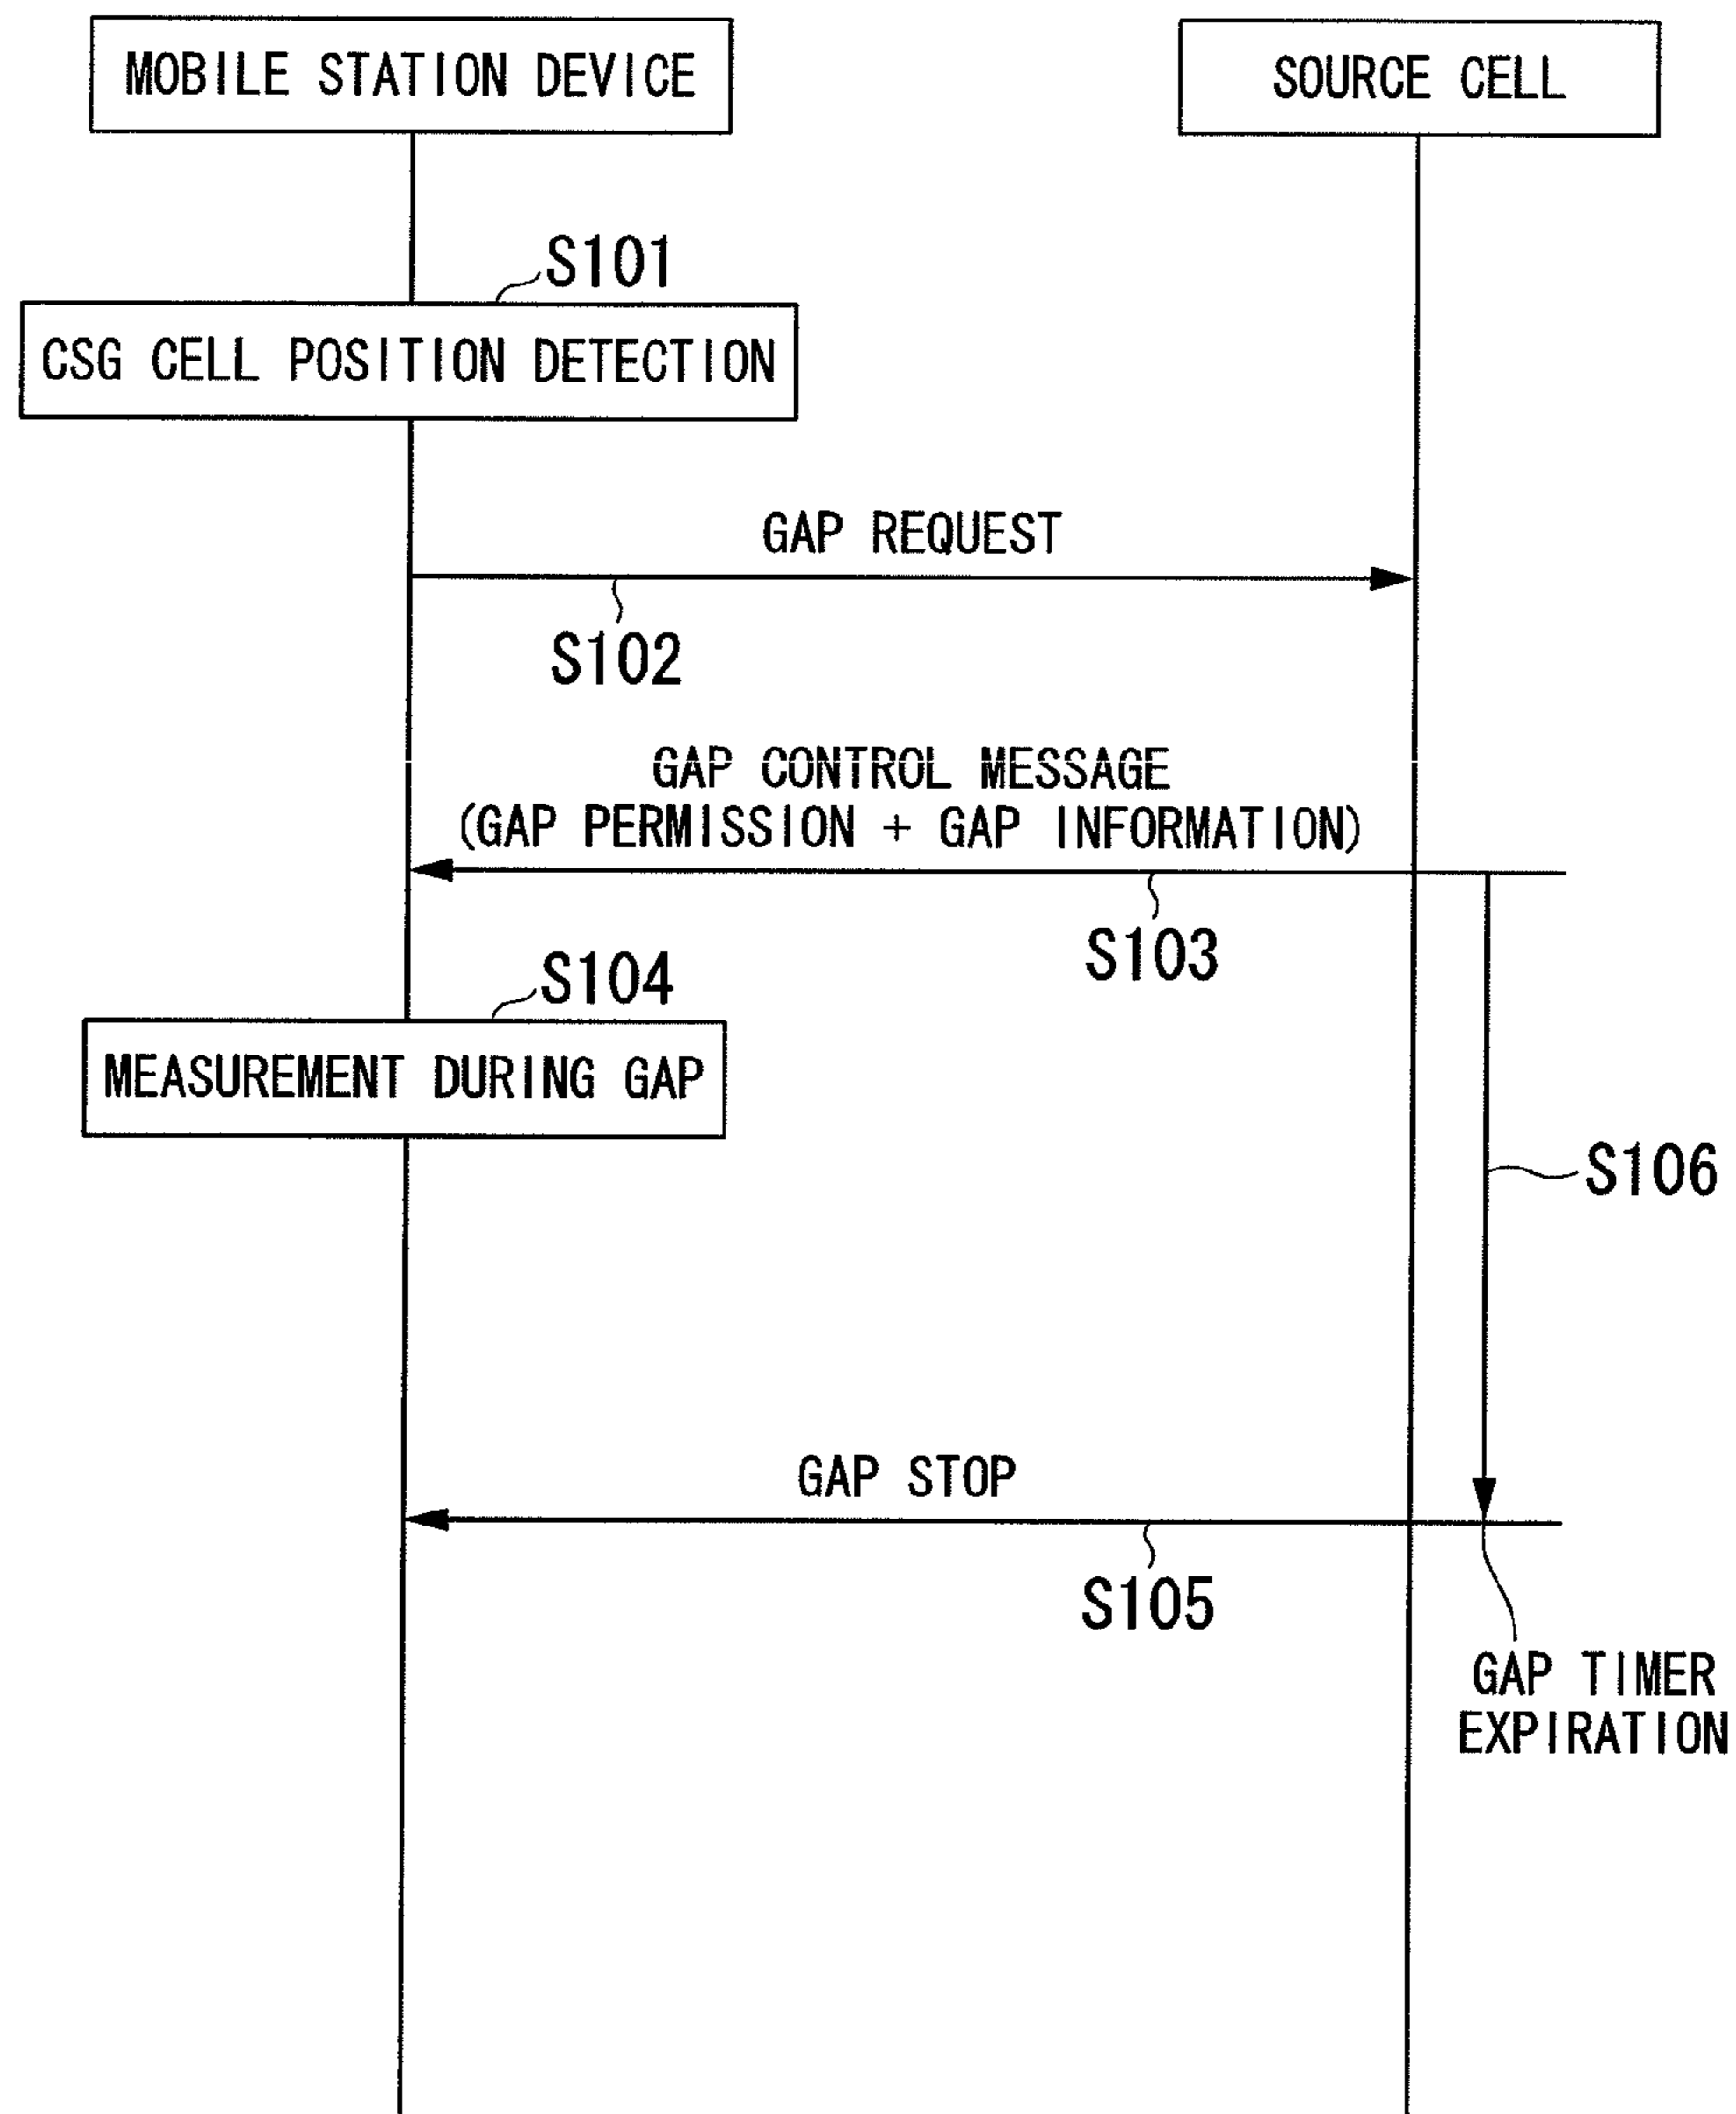 MOBILE STATION DEVICE
SOURCE CELL
S101
CSG CELL POSITION DETECTION
GAP REQUEST
S102
GAP CONTROL MESSAGE
(GAP PERMISSION + GAP INFORMATION)
S103
S104
MEASUREMENT DURING GAP
S106
GAP STOP
S105
GAP TIMER
EXPIRATION